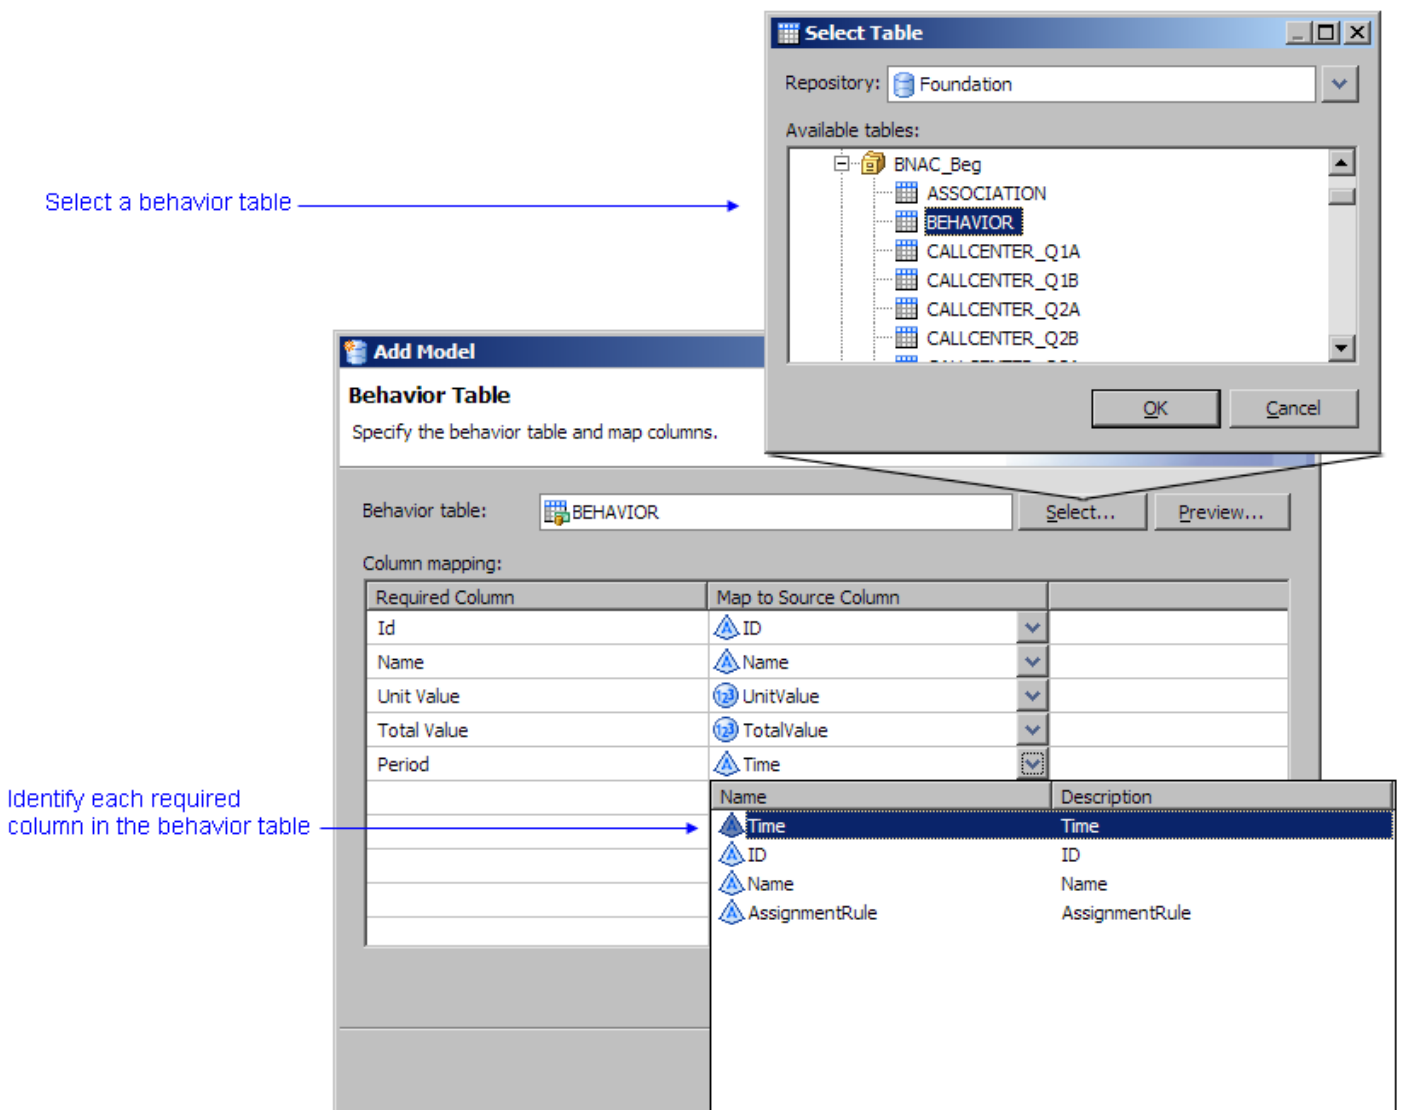 Select Table
Repository: Foundation
Available tables:
BNAC_Beg
ASSOCIATION
Select a behavior table
BEHAVIOR
CALLCENTER_Q1A
CALLCENTER_Q1B
CALLCENTER_Q2A
CALLCENTER_Q2B
OK Cancel
Add Model
Behavior Table
Specify the behavior table and map columns.
Behavior table: BEHAVIOR Select... Preview...
Column mapping:
Required Column Map to Source Column
Id ID
Name Name
Unit Value UnitValue
Total Value TotalValue
Period Time
Identify each required
column in the behavior table
Name Description
Time Time
ID ID
Name Name
AssignmentRule AssignmentRule